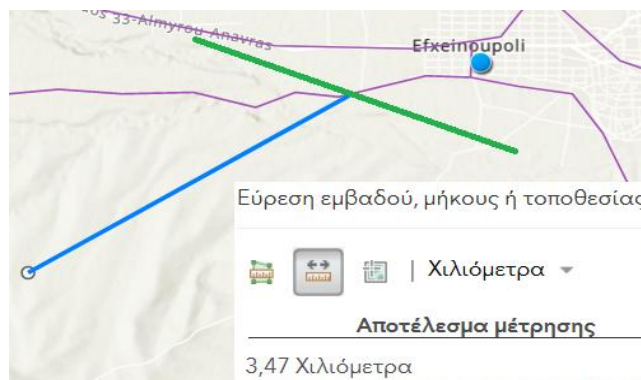 33-Almyrou Anavras
Efxeinoupoli
Εύρεση εμβαδού, μήκους ή τοποθεσίας
| Χιλιόμετρα
Αποτέλεσμα μέτρησης
3,47 Χιλιόμετρα